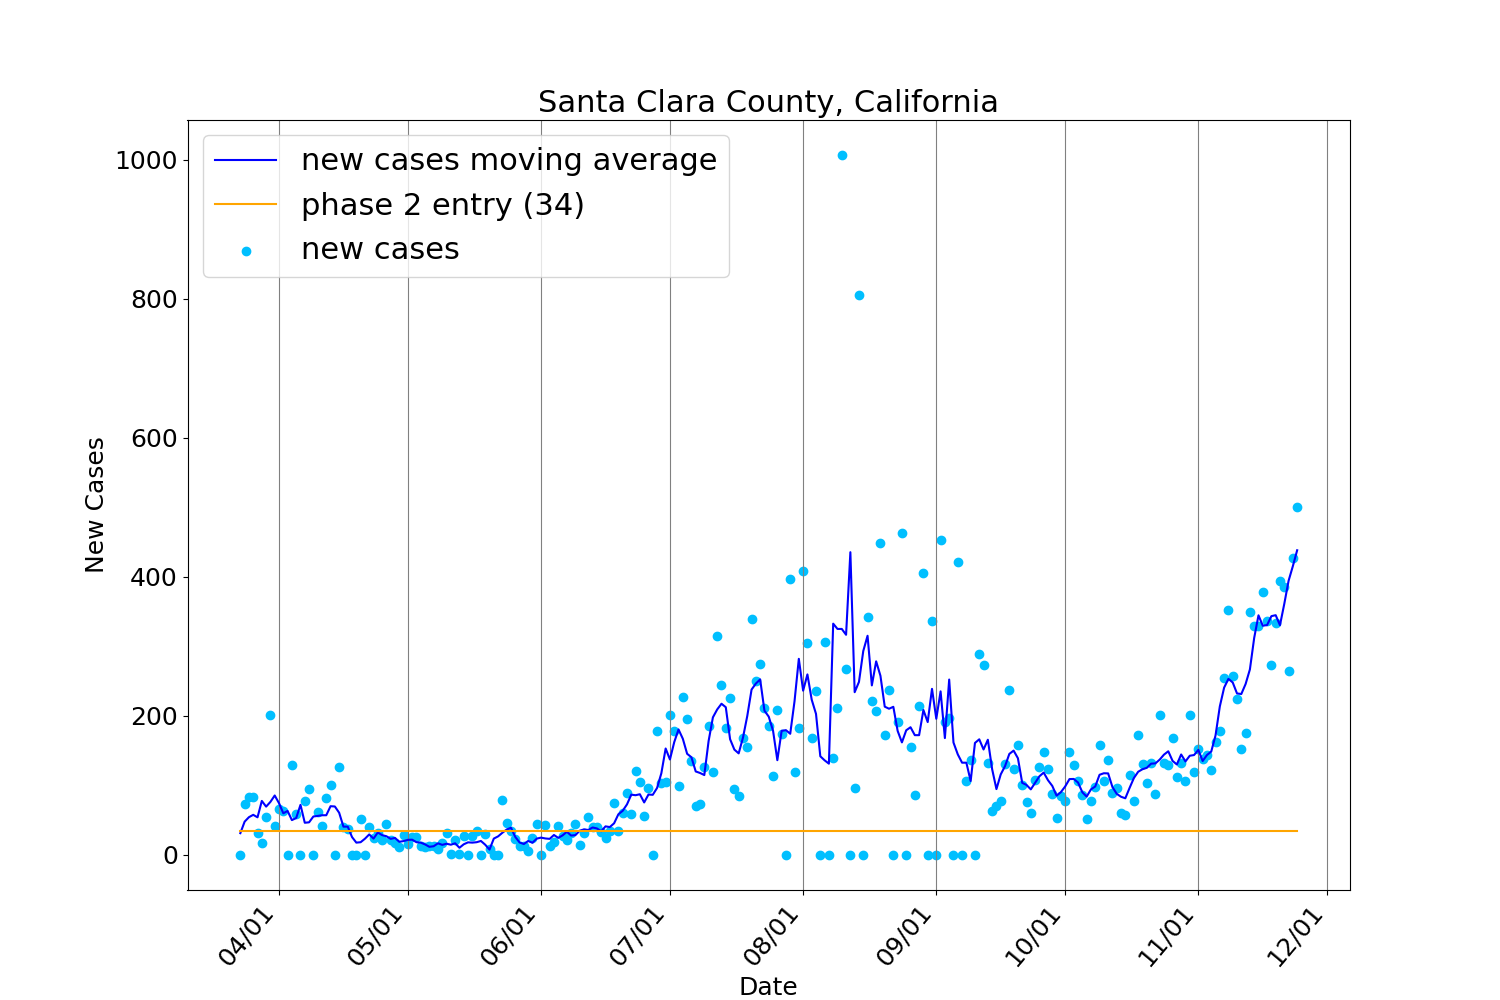 Santa Clara County, California
new cases moving average
phase 2 entry (34)
new cases
1000
800
600
400
200
0
New Cases
04/01
05/01
06/01
07/01
08/01
09/01
10/01
11/01
12/01
Date